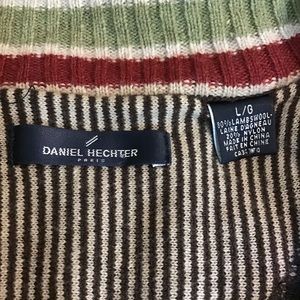 DANIEL HECHTER
PARIS
L/G
80% LAMBSWOOL-
LAINE D'AGNEAU
20% NYLON
MADE IN CHINA
FAIT EN CHINE